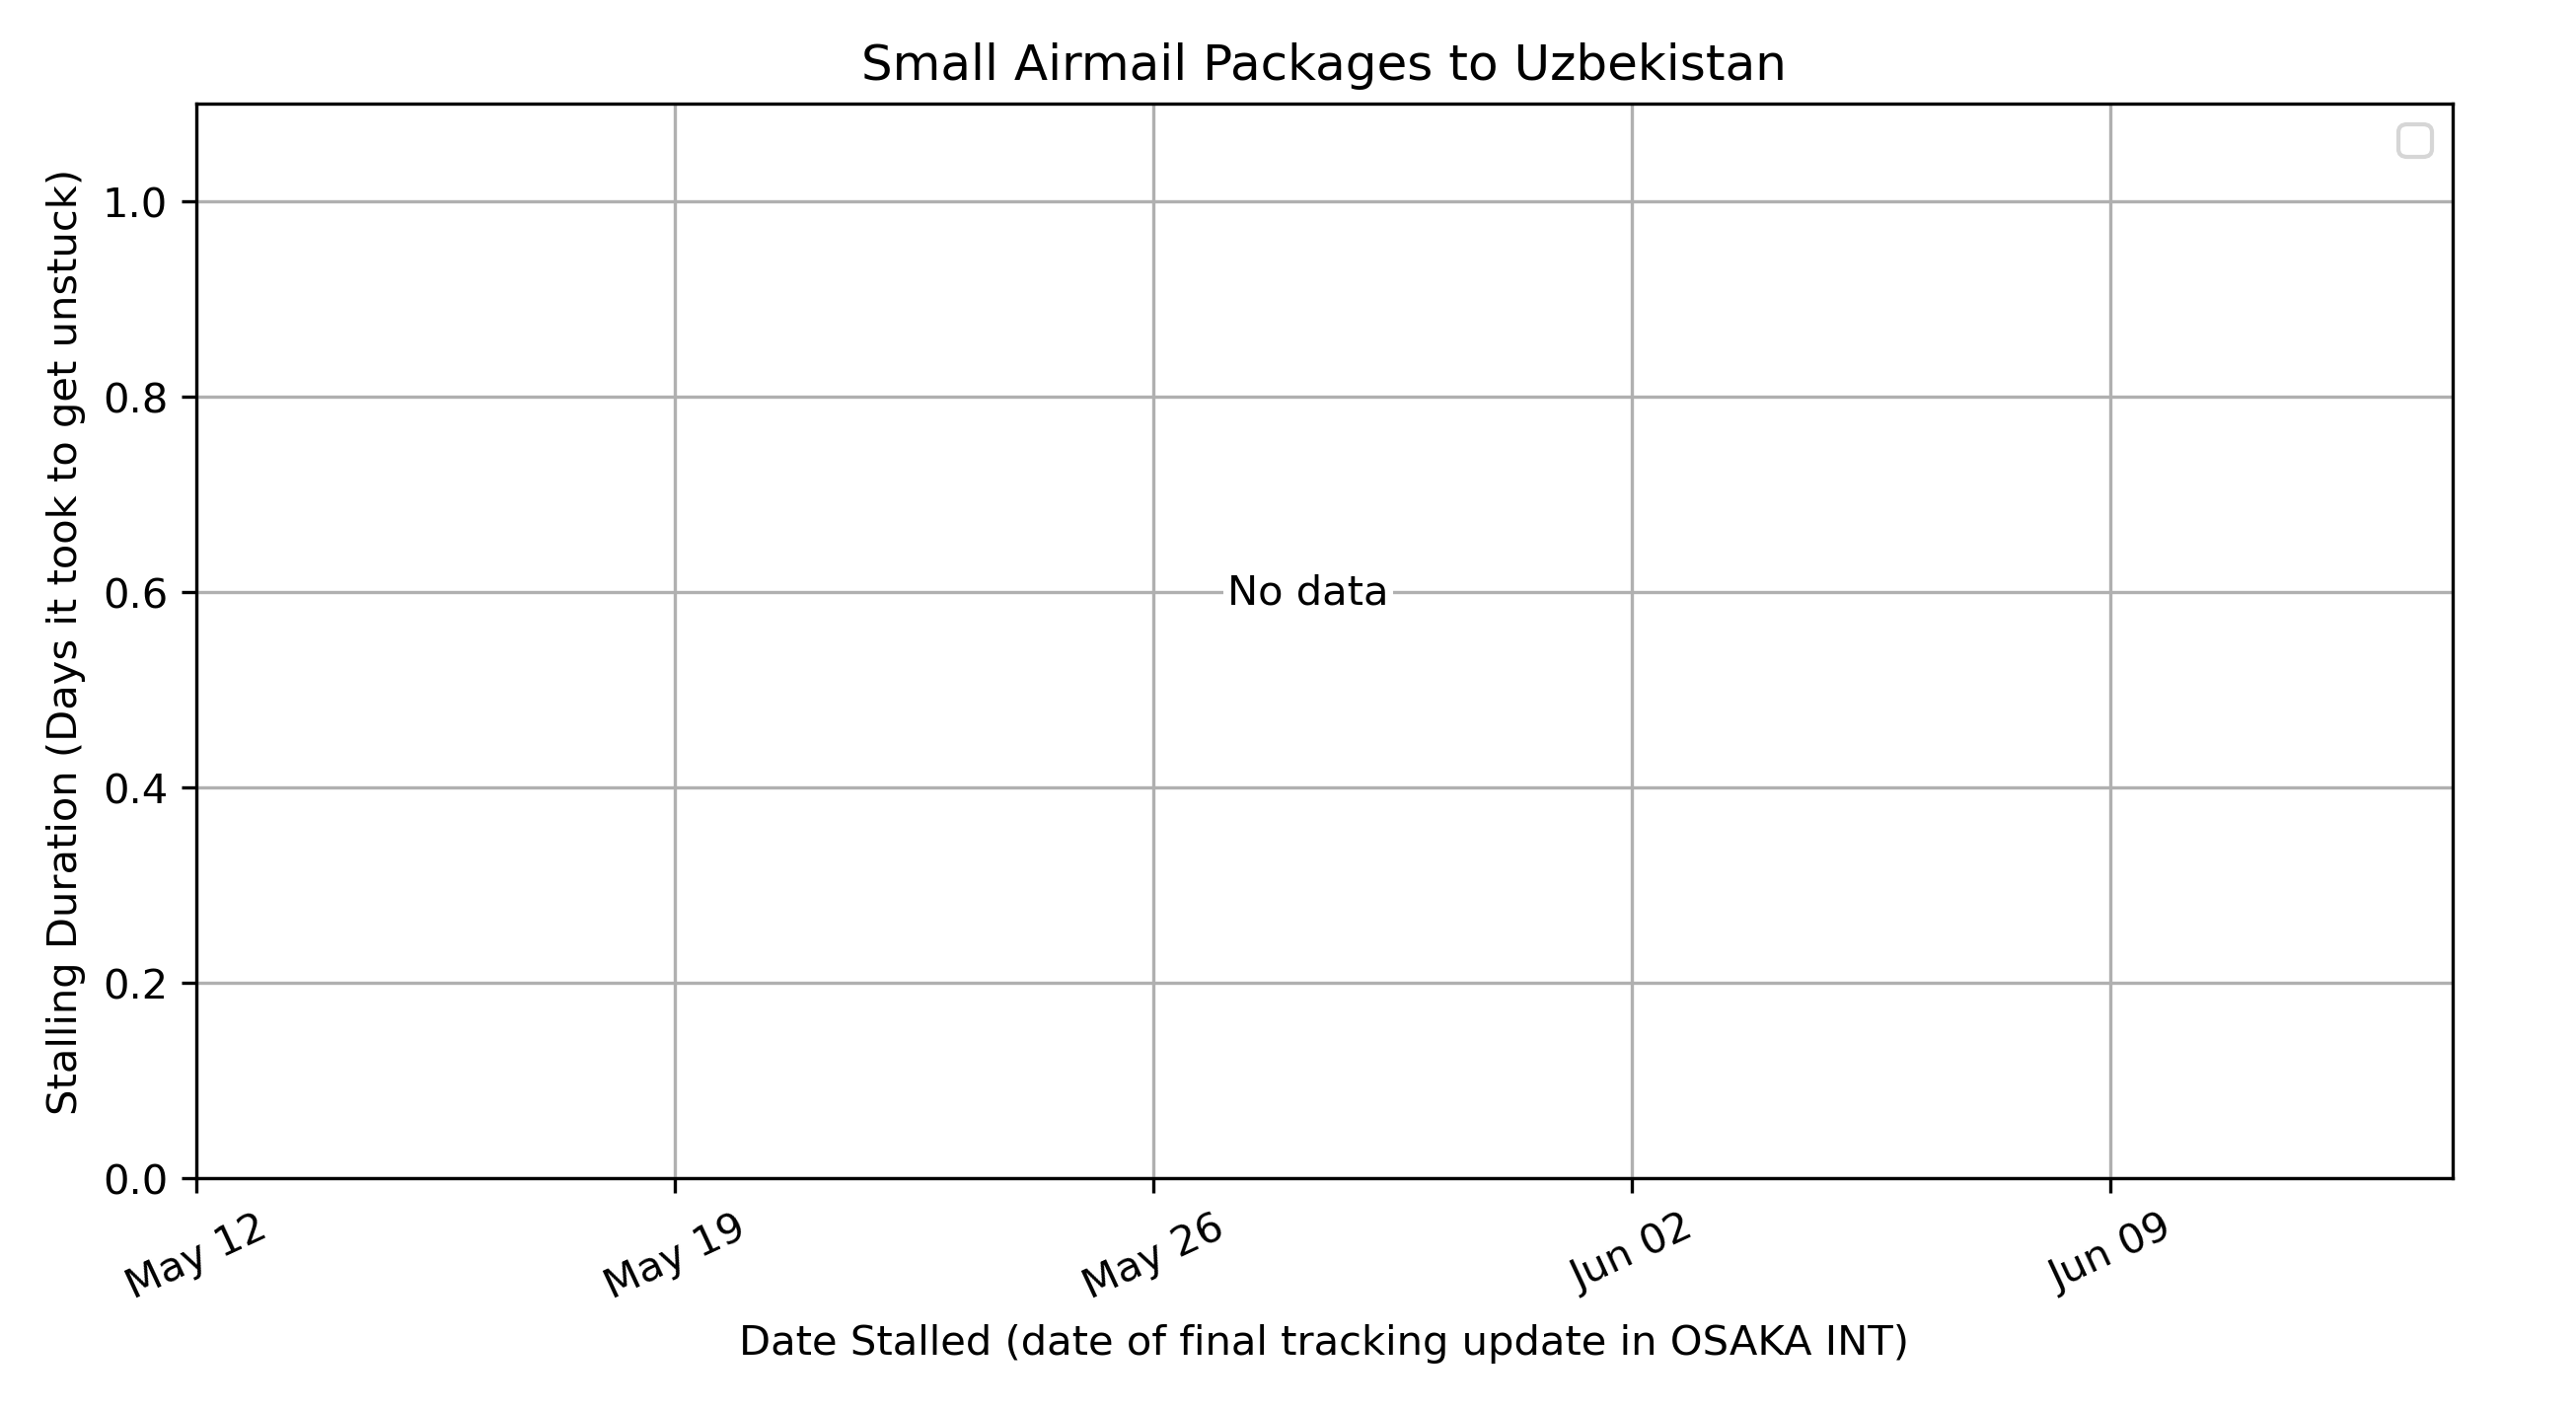 Small Airmail Packages to Uzbekistan
Stalling Duration (Days it took to get unstuck)
1.0
0.8
0.6
0.4
0.2
0.0
No data
May 12
May 19
May 26
Jun 02
Jun 09
Date Stalled (date of final tracking update in OSAKA INT)